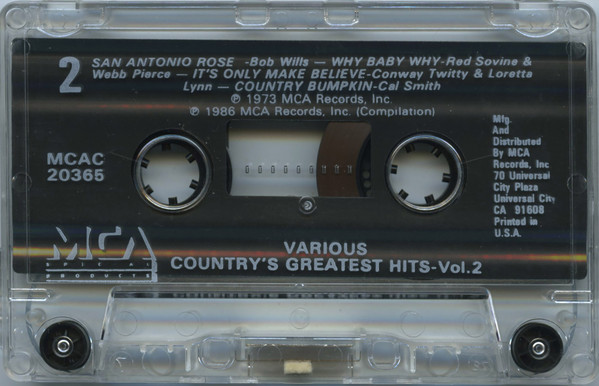 2
SAN ANTONIO ROSE -Bob Wills — WHY BABY WHY-Red Sovine &
Webb Pierce — IT'S ONLY MAKE BELIEVE-Conway Twitty & Loretta
Lynn — COUNTRY BUMPKIN-Cal Smith
℗ 1973 MCA Records, Inc.
℗ 1986 MCA Records, Inc. (Compilation)
MCAC
20365
Mfg.
And
Distributed
By MCA
Records, Inc
70 Universal
City Plaza
Universal City
CA 91608
Printed in
U.S.A.
MCA
SPECIAL
PRODUCTS
VARIOUS
COUNTRY'S GREATEST HITS-Vol.2